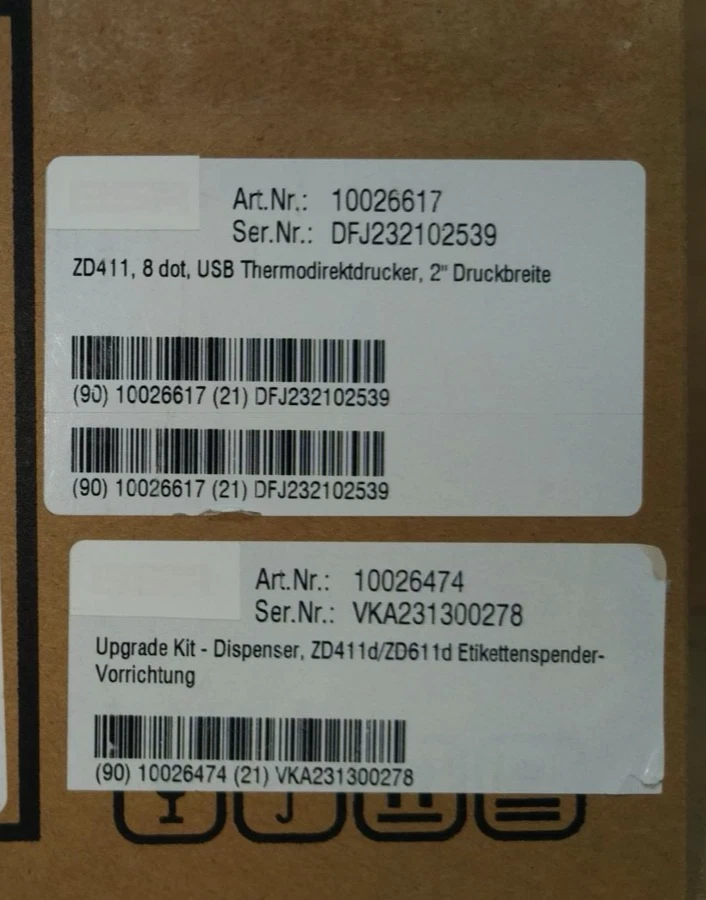 Art.Nr.: 10026617
Ser.Nr.: DFJ232102539
ZD411, 8 dot, USB Thermodirektdrucker, 2" Druckbreite
(90) 10026617 (21) DFJ232102539
(90) 10026617 (21) DFJ232102539
Art.Nr.: 10026474
Ser.Nr.: VKA231300278
Upgrade Kit - Dispenser, ZD411d/ZD611d Etikettenspender-
Vorrichtung
(90) 10026474 (21) VKA231300278